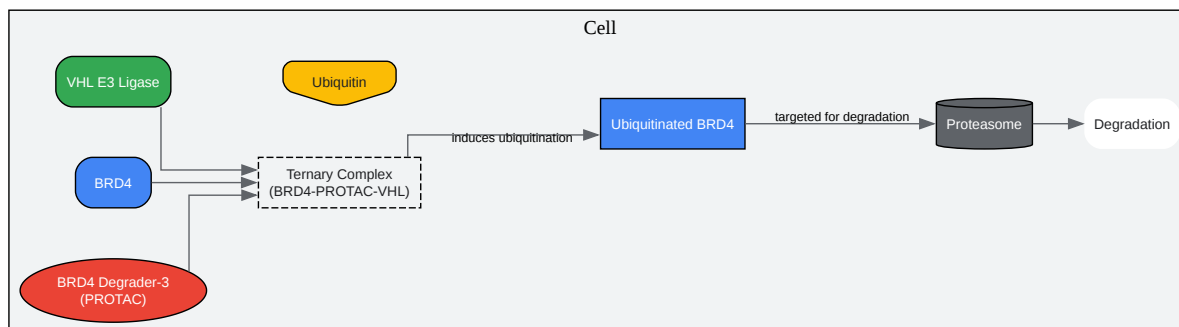 Cell
VHL E3 Ligase
Ubiquitin
BRD4
Ternary Complex
(BRD4-PROTAC-VHL)
BRD4 Degrader-3
(PROTAC)
induces ubiquitination
Ubiquitinated BRD4
targeted for degradation
Proteasome
Degradation